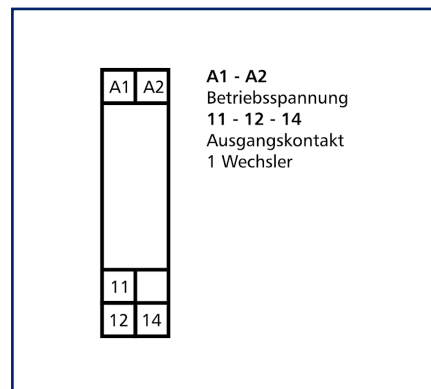 A1 A2
11
12 14
A1 - A2
Betriebsspannung
11 - 12 - 14
Ausgangskontakt
1 Wechsler